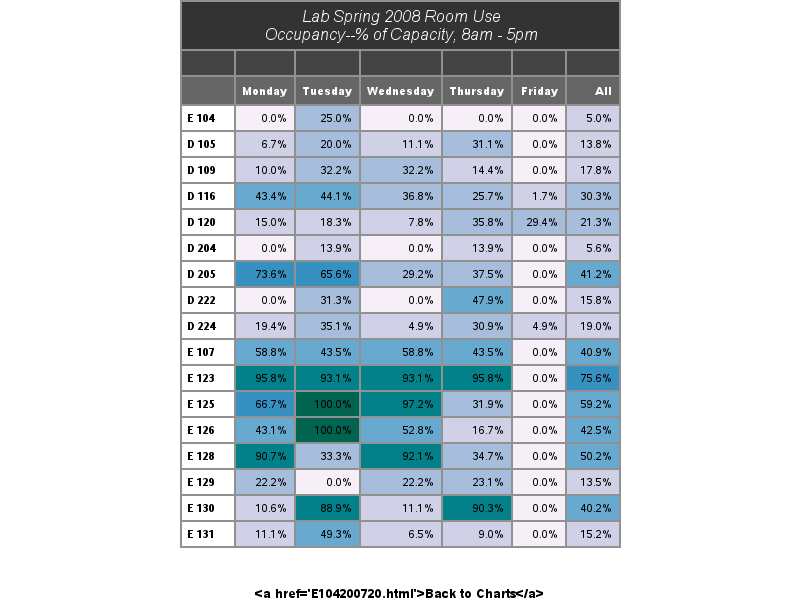 Lab Spring 2008 Room Use
Occupancy--% of Capacity, 8am - 5pm
Monday Tuesday Wednesday Thursday Friday All
E 104 0.0% 25.0% 0.0% 0.0% 0.0% 5.0%
D 105 6.7% 20.0% 11.1% 31.1% 0.0% 13.8%
D 109 10.0% 32.2% 32.2% 14.4% 0.0% 17.8%
D 116 43.4% 44.1% 36.8% 25.7% 1.7% 30.3%
D 120 15.0% 18.3% 7.8% 35.8% 29.4% 21.3%
D 204 0.0% 13.9% 0.0% 13.9% 0.0% 5.6%
D 205 73.6% 65.6% 29.2% 37.5% 0.0% 41.2%
D 222 0.0% 31.3% 0.0% 47.9% 0.0% 15.8%
D 224 19.4% 35.1% 4.9% 30.9% 4.9% 19.0%
E 107 58.8% 43.5% 58.8% 43.5% 0.0% 40.9%
E 123 95.8% 93.1% 93.1% 95.8% 0.0% 75.6%
E 125 66.7% 100.0% 97.2% 31.9% 0.0% 59.2%
E 126 43.1% 100.0% 52.8% 16.7% 0.0% 42.5%
E 128 90.7% 33.3% 92.1% 34.7% 0.0% 50.2%
E 129 22.2% 0.0% 22.2% 23.1% 0.0% 13.5%
E 130 10.6% 88.9% 11.1% 90.3% 0.0% 40.2%
E 131 11.1% 49.3% 6.5% 9.0% 0.0% 15.2%
<a href='E104200720.html'>Back to Charts</a>